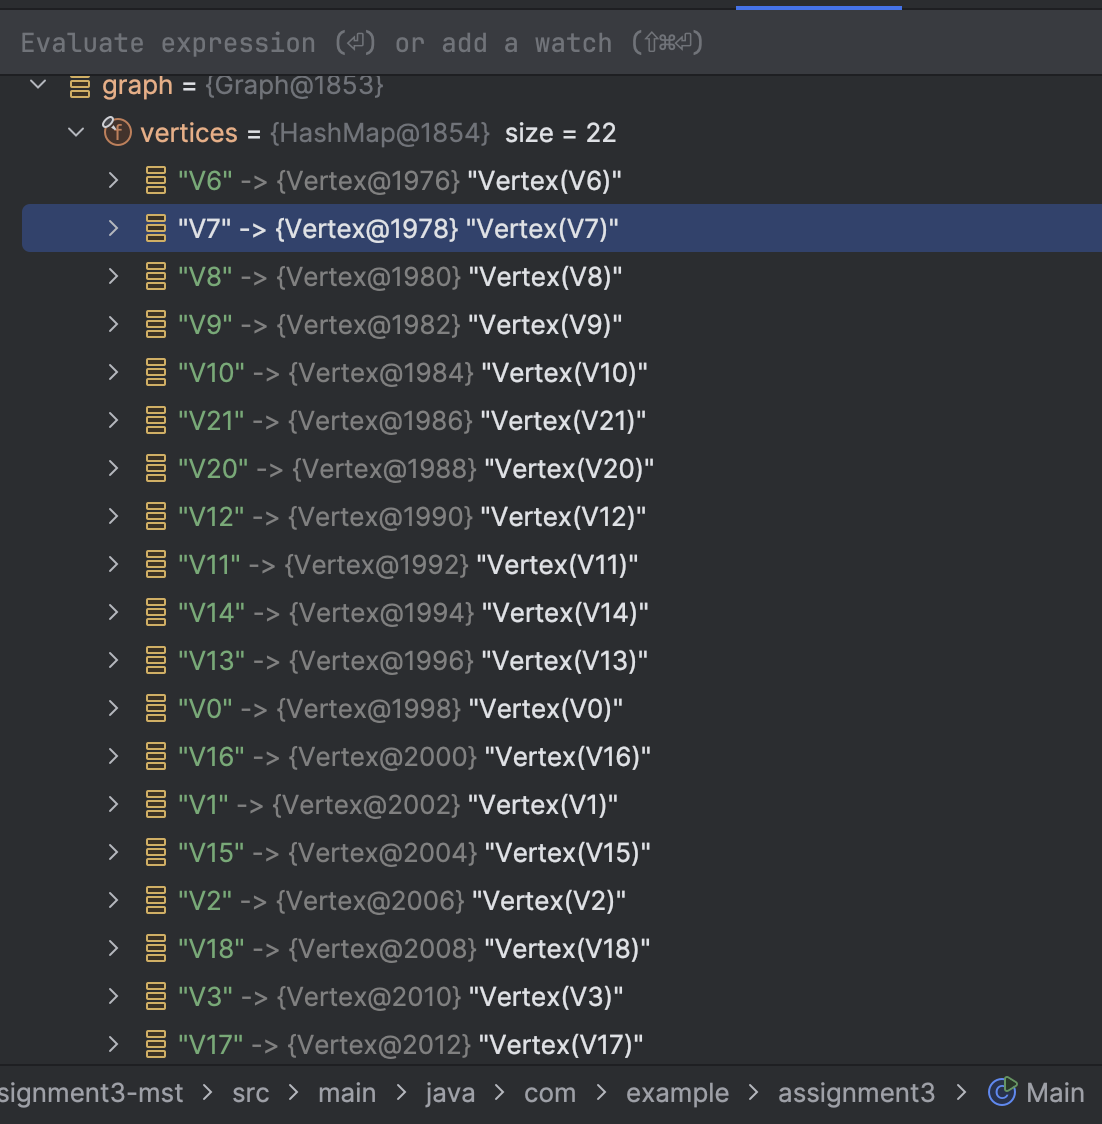 Evaluate expression (⏎) or add a watch (⇧⌘⏎)
graph = {Graph@1853}
vertices = {HashMap@1854} size = 22
"V6" -> {Vertex@1976} "Vertex(V6)"
"V7" -> {Vertex@1978} "Vertex(V7)"
"V8" -> {Vertex@1980} "Vertex(V8)"
"V9" -> {Vertex@1982} "Vertex(V9)"
"V10" -> {Vertex@1984} "Vertex(V10)"
"V21" -> {Vertex@1986} "Vertex(V21)"
"V20" -> {Vertex@1988} "Vertex(V20)"
"V12" -> {Vertex@1990} "Vertex(V12)"
"V11" -> {Vertex@1992} "Vertex(V11)"
"V14" -> {Vertex@1994} "Vertex(V14)"
"V13" -> {Vertex@1996} "Vertex(V13)"
"V0" -> {Vertex@1998} "Vertex(V0)"
"V16" -> {Vertex@2000} "Vertex(V16)"
"V1" -> {Vertex@2002} "Vertex(V1)"
"V15" -> {Vertex@2004} "Vertex(V15)"
"V2" -> {Vertex@2006} "Vertex(V2)"
"V18" -> {Vertex@2008} "Vertex(V18)"
"V3" -> {Vertex@2010} "Vertex(V3)"
"V17" -> {Vertex@2012} "Vertex(V17)"
signment3-mst > src > main > java > com > example > assignment3 > Main